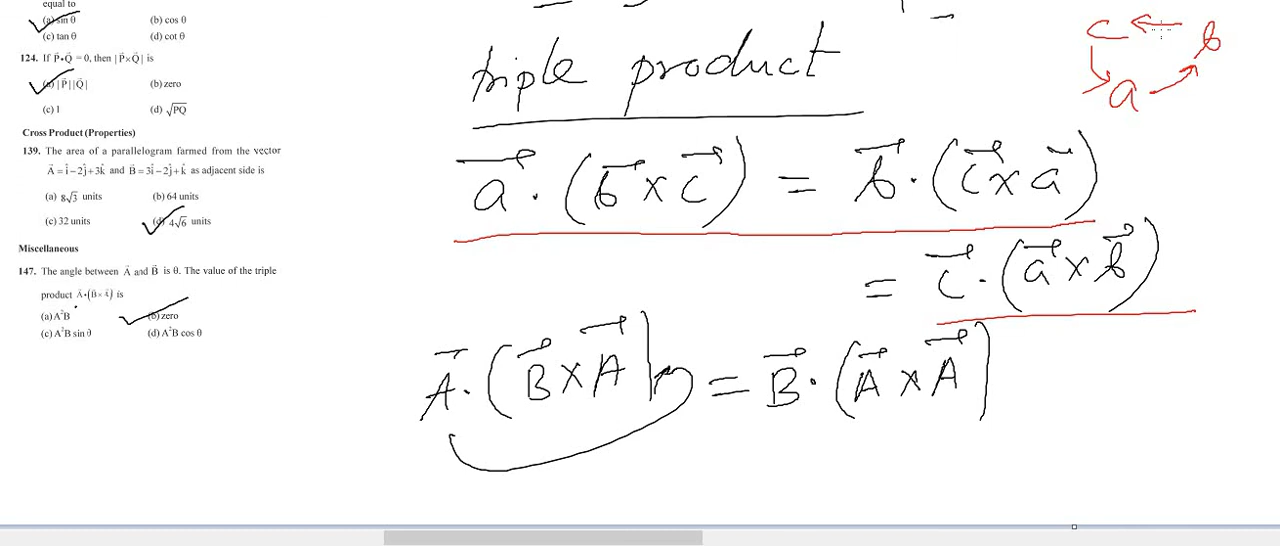 equal to
(a) sin θ (b) cos θ
(c) tan θ (d) cot θ
124. If P⃗•Q⃗ = 0, then |P⃗×Q⃗| is
(a) |P⃗||Q⃗| (b) zero
(c) 1 (d) √PQ
Cross Product (Properties)
139. The area of a parallelogram farmed from the vector
A⃗ = î−2ĵ+3k̂ and B⃗ = 3î−2ĵ+k̂ as adjacent side is
(a) 8√3 units (b) 64 units
(c) 32 units (d) 4√6 units
Miscellaneous
147. The angle between A⃗ and B⃗ is θ. The value of the triple
product A⃗•(B⃗×A⃗) is
(a) A²B (b) zero
(c) A²B sin θ (d) A²B cos θ
triple product
c ← b
a
a⃗ . (b⃗ × c⃗) = b⃗ . (c⃗ × a⃗)
= c⃗ . (a⃗ × b⃗)
A⃗ . (B⃗ × A⃗) = B⃗ . (A⃗ × A⃗)